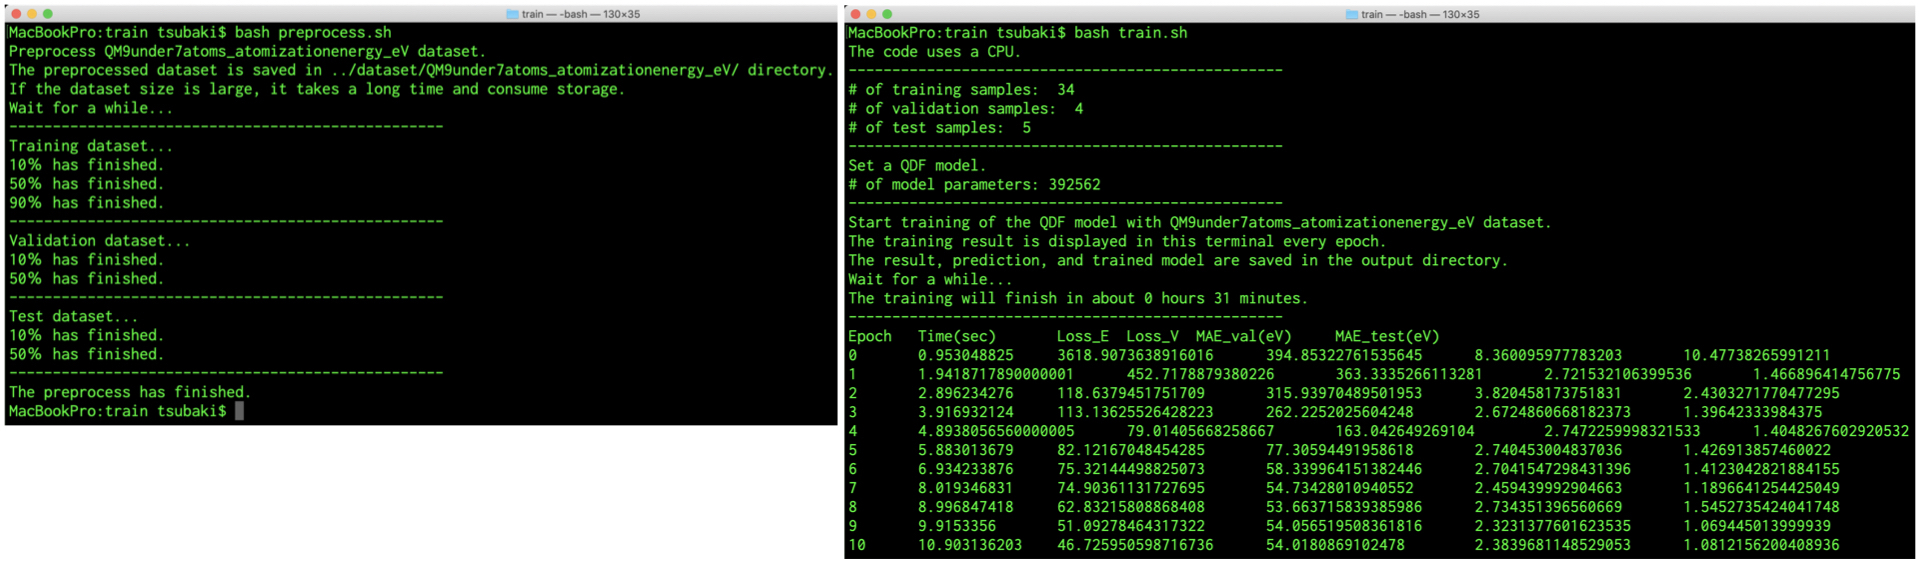 train — -bash — 130×35
MacBookPro:train tsubaki$ bash preprocess.sh
Preprocess QM9under7atoms_atomizationenergy_eV dataset.
The preprocessed dataset is saved in ../dataset/QM9under7atoms_atomizationenergy_eV/ directory.
If the dataset size is large, it takes a long time and consume storage.
Wait for a while...
--------------------------------------------------
Training dataset...
10% has finished.
50% has finished.
90% has finished.
--------------------------------------------------
Validation dataset...
10% has finished.
50% has finished.
--------------------------------------------------
Test dataset...
10% has finished.
50% has finished.
--------------------------------------------------
The preprocess has finished.
MacBookPro:train tsubaki$
train — -bash — 130×35
MacBookPro:train tsubaki$ bash train.sh
The code uses a CPU.
--------------------------------------------------
# of training samples:  34
# of validation samples:  4
# of test samples:  5
--------------------------------------------------
Set a QDF model.
# of model parameters: 392562
--------------------------------------------------
Start training of the QDF model with QM9under7atoms_atomizationenergy_eV dataset.
The training result is displayed in this terminal every epoch.
The result, prediction, and trained model are saved in the output directory.
Wait for a while...
The training will finish in about 0 hours 31 minutes.
--------------------------------------------------
Epoch	Time(sec)	Loss_E	Loss_V	MAE_val(eV)	MAE_test(eV)
0	0.953048825	3618.9073638916016	394.85322761535645	8.360095977783203	10.47738265991211
1	1.9418717890000001	452.7178879380226	363.3335266113281	2.721532106399536	1.466896414756775
2	2.896234276	118.6379451751709	315.93970489501953	3.820458173751831	2.4303271770477295
3	3.916932124	113.13625526428223	262.2252025604248	2.6724860668182373	1.39642333984375
4	4.8938056560000005	79.01405668258667	163.042649269104	2.7472259998321533	1.4048267602920532
5	5.883013679	82.12167048454285	77.30594491958618	2.740453004837036	1.426913857460022
6	6.934233876	75.32144498825073	58.339964151382446	2.7041547298431396	1.4123042821884155
7	8.019346831	74.90361131727695	54.73428010940552	2.459439992904663	1.1896641254425049
8	8.996847418	62.83215808868408	53.663715839385986	2.734351396560669	1.5452735424041748
9	9.9153356	51.09278464317322	54.056519508361816	2.3231377601623535	1.069445013999939
10	10.903136203	46.725950598716736	54.0180869102478	2.3839681148529053	1.0812156200408936